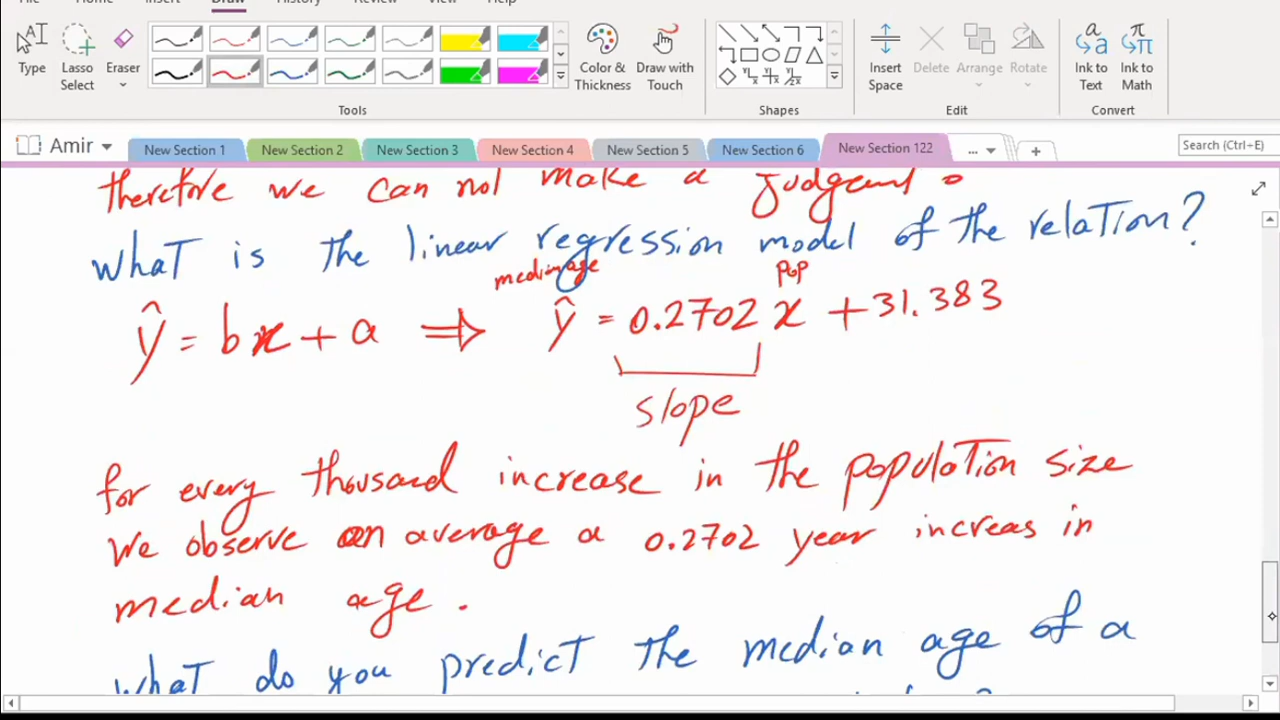 File Home Insert Draw History Review View Help
Type
Lasso Select
Eraser
Color & Thickness
Draw with Touch
Insert Space
Delete
Arrange
Rotate
Ink to Text
Ink to Math
Tools
Shapes
Edit
Convert
Amir
New Section 1
New Section 2
New Section 3
New Section 4
New Section 5
New Section 6
New Section 122
...
Search (Ctrl+E)
therefore we can not make a judgeant.
what is the linear regression model of the relation?
median age
pop
ŷ = bx + a ⇒ ŷ = 0.2702 x + 31.383
slope
for every thousand increase in the population size
we observe on average a 0.2702 year increas in
median age.
what do you predict the median age of a